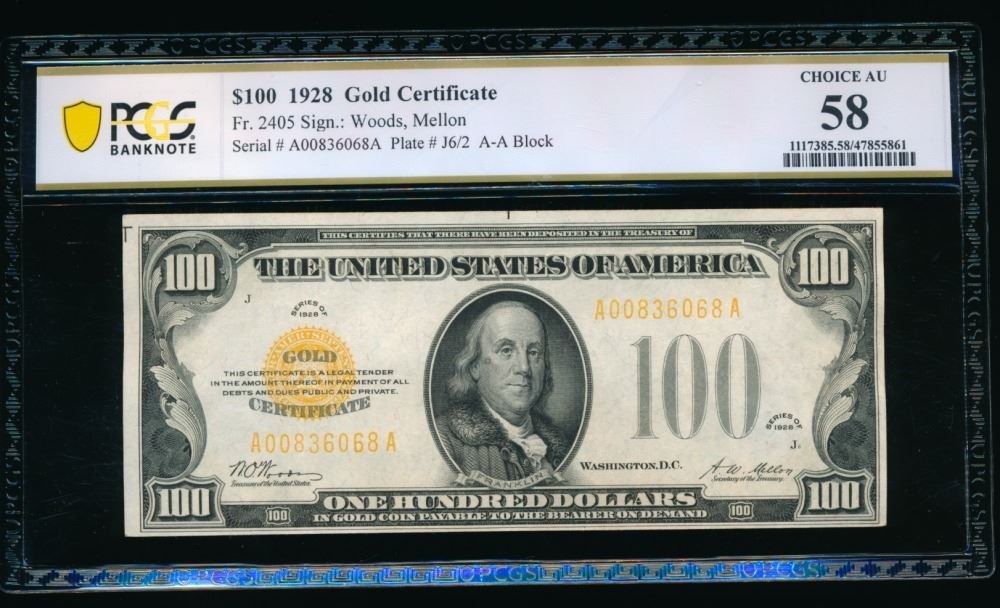 PCGS
BANKNOTE
$100 1928 Gold Certificate
Fr. 2405 Sign.: Woods, Mellon
Serial # A00836068A Plate # J6/2 A-A Block
CHOICE AU
58
1117385.58/47855861
THIS CERTIFIES THAT THERE HAVE BEEN DEPOSITED IN THE TREASURY OF
100 THE UNITED STATES OF AMERICA 100
J
SERIES OF
1928
A00836068A
GOLD
THIS CERTIFICATE IS A LEGAL TENDER
IN THE AMOUNT THEREOF IN PAYMENT OF ALL
DEBTS AND DUES PUBLIC AND PRIVATE.
CERTIFICATE
100
SERIES OF
1928
A00836068A
J6
WASHINGTON, D.C.
W.O. Woods
Treasurer of the United States.
A. W. Mellon
Secretary of the Treasury.
FRANKLIN
100 ONE HUNDRED DOLLARS 100
100 IN GOLD COIN PAYABLE TO THE BEARER ON DEMAND 100